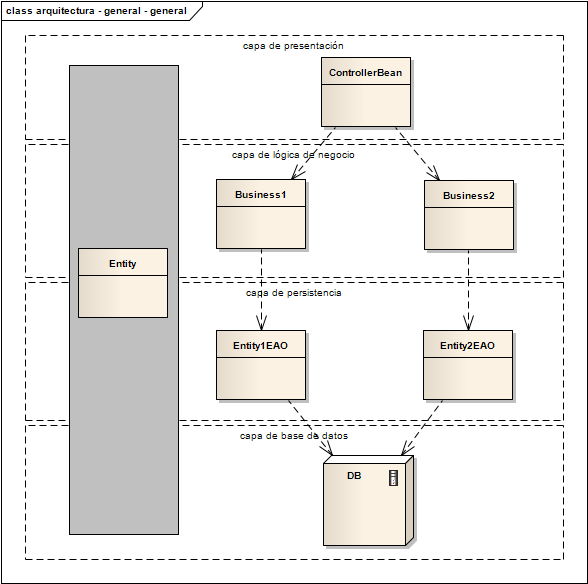 class arquitectura - general - general
capa de presentación
ControllerBean
capa de lógica de negocio
Business1
Business2
Entity
capa de persistencia
Entity1EAO
Entity2EAO
capa de base de datos
DB